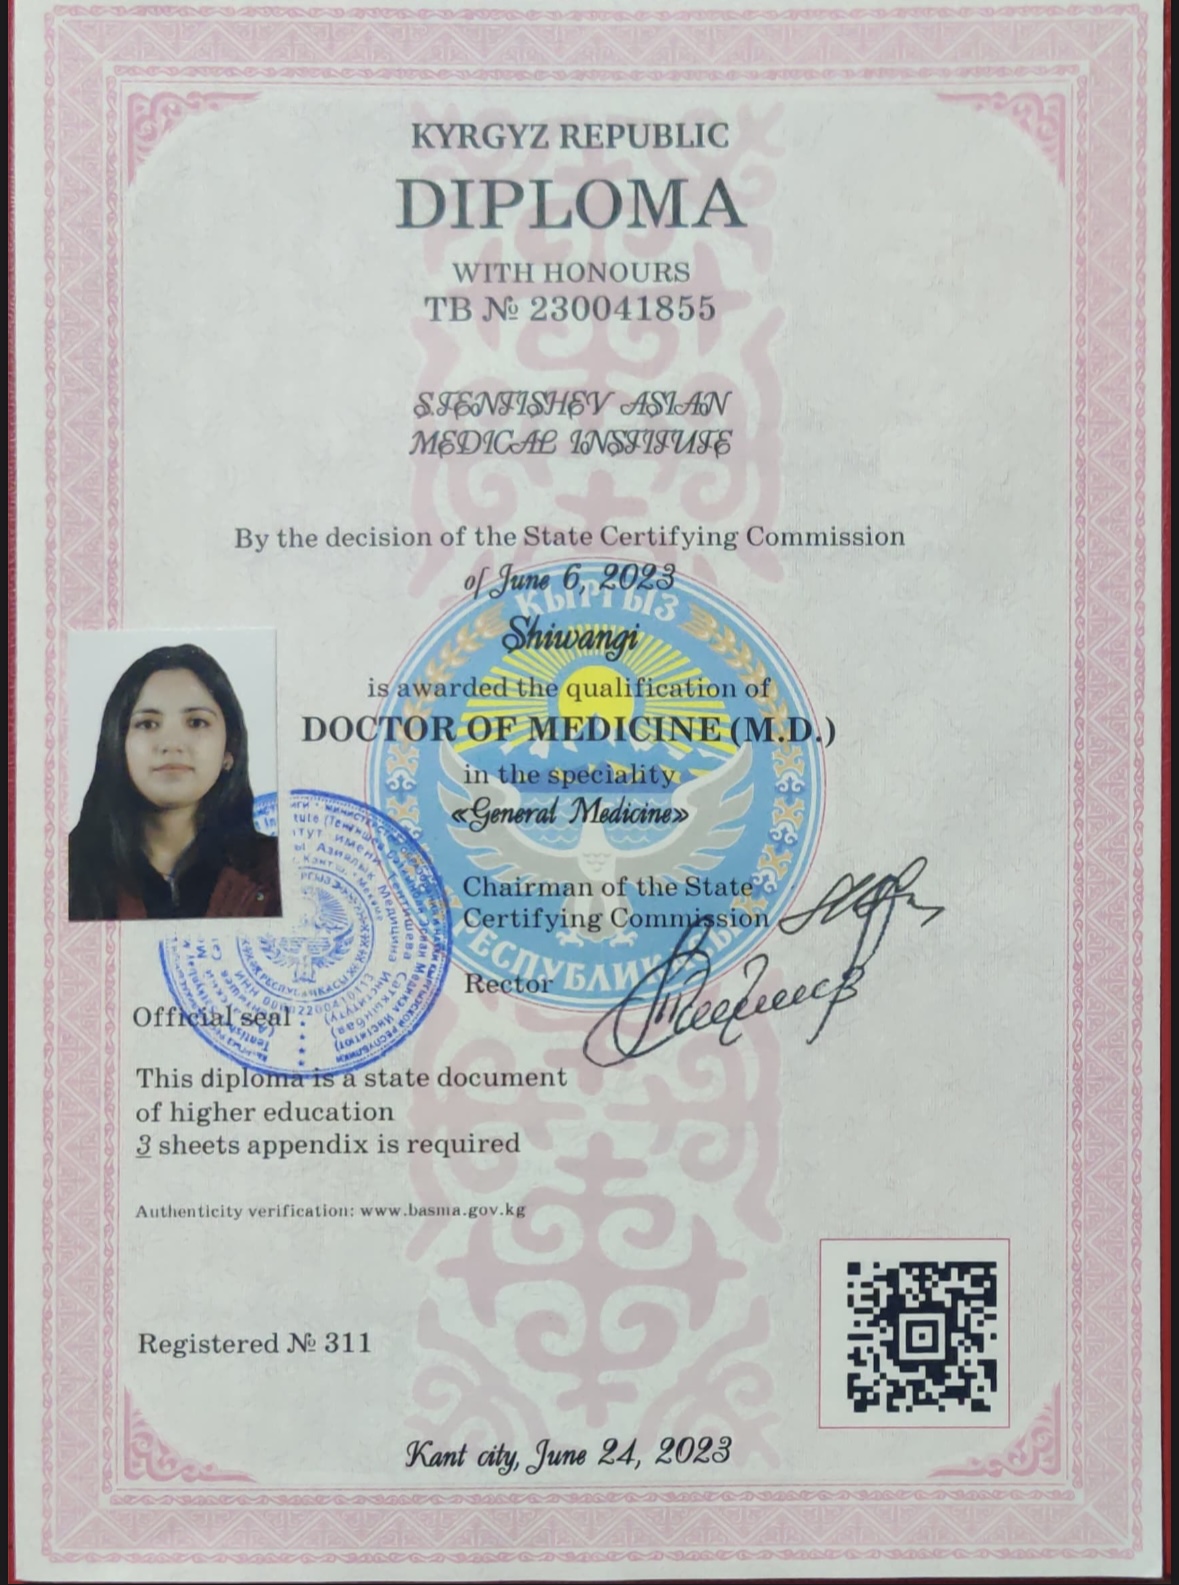 KYRGYZ REPUBLIC
DIPLOMA
WITH HONOURS
TB № 230041855
S.TENTISHEV ASIAN
MEDICAL INSTITUTE
By the decision of the State Certifying Commission
of June 6, 2023
КЫРГЫЗ
Shiwangi
is awarded the qualification of
DOCTOR OF MEDICINE (M.D.)
in the speciality
«General Medicine»
Chairman of the State
Certifying Commission
Rector
Official seal
This diploma is a state document
of higher education
3 sheets appendix is required
Authenticity verification: www.basma.gov.kg
Registered № 311
Kant city, June 24, 2023